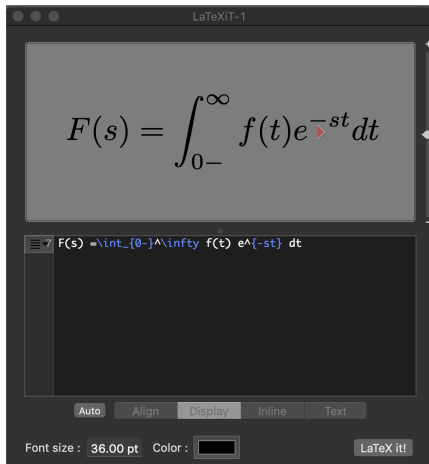 LaTeXiT-1
F(s) = ∫₀₋^∞ f(t)e^{-st}dt
7 F(s) =\int_{0-}^\infty f(t) e^{-st} dt
Auto Align Display Inline Text
Font size : 36.00 pt Color : LaTeX it!